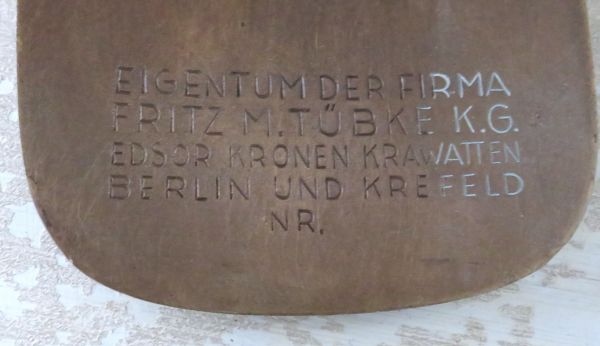 EIGENTUM DER FIRMA
FRITZ M. TÜBKE K.G.
EDSOR KRONEN KRAWATTEN
BERLIN UND KREFELD
NR.